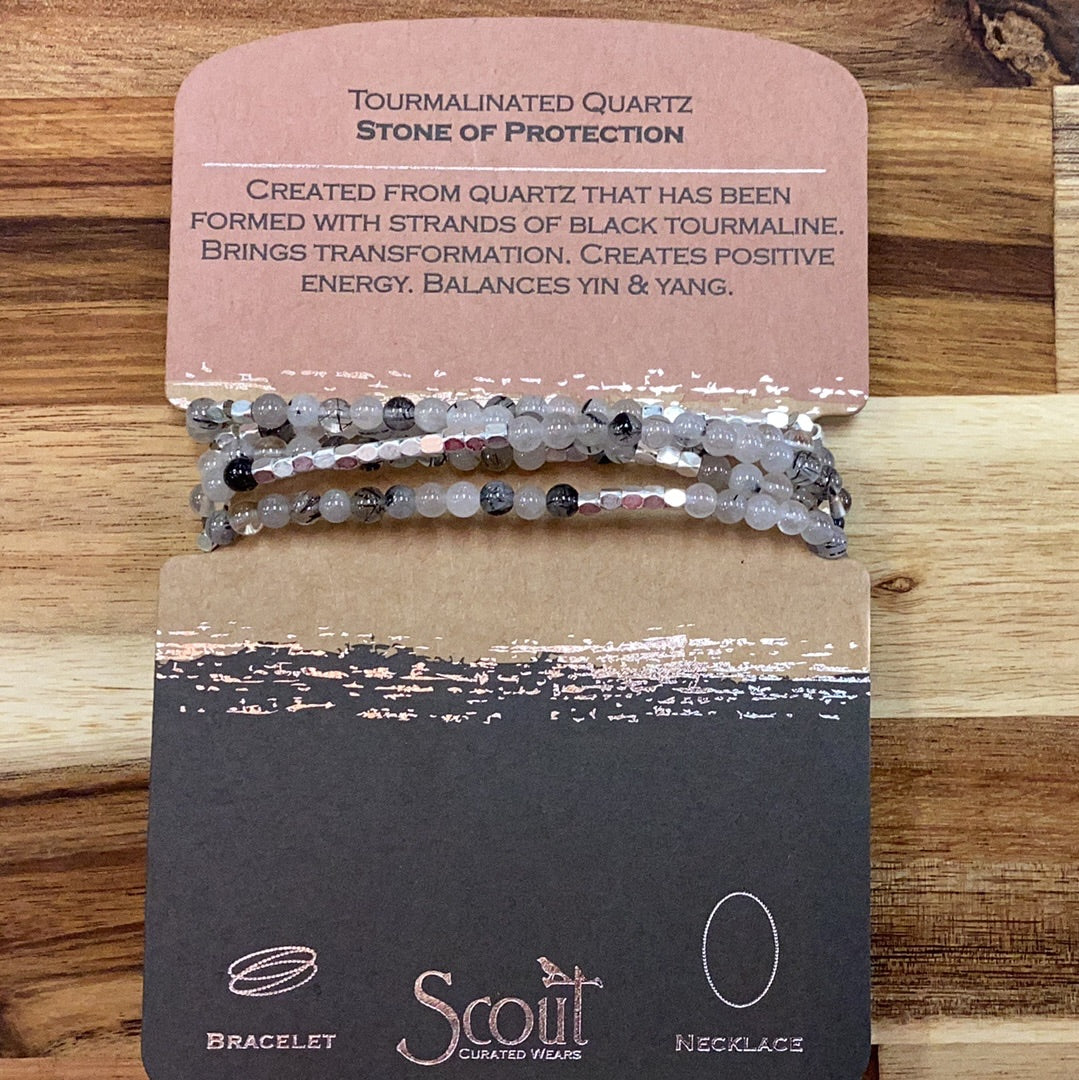 Tourmalinated Quartz
Stone of Protection
Created from quartz that has been
formed with strands of black tourmaline.
Brings transformation. Creates positive
energy. Balances yin & yang.
Bracelet
Scout
Curated Wears
Necklace